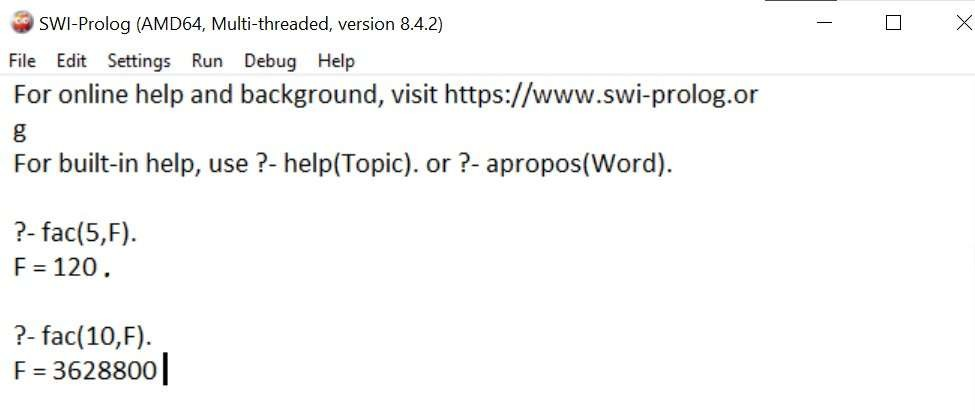 SWI-Prolog (AMD64, Multi-threaded, version 8.4.2)
File Edit Settings Run Debug Help
For online help and background, visit https://www.swi-prolog.or
g
For built-in help, use ?- help(Topic). or ?- apropos(Word).
?- fac(5,F).
F = 120 .
?- fac(10,F).
F = 3628800